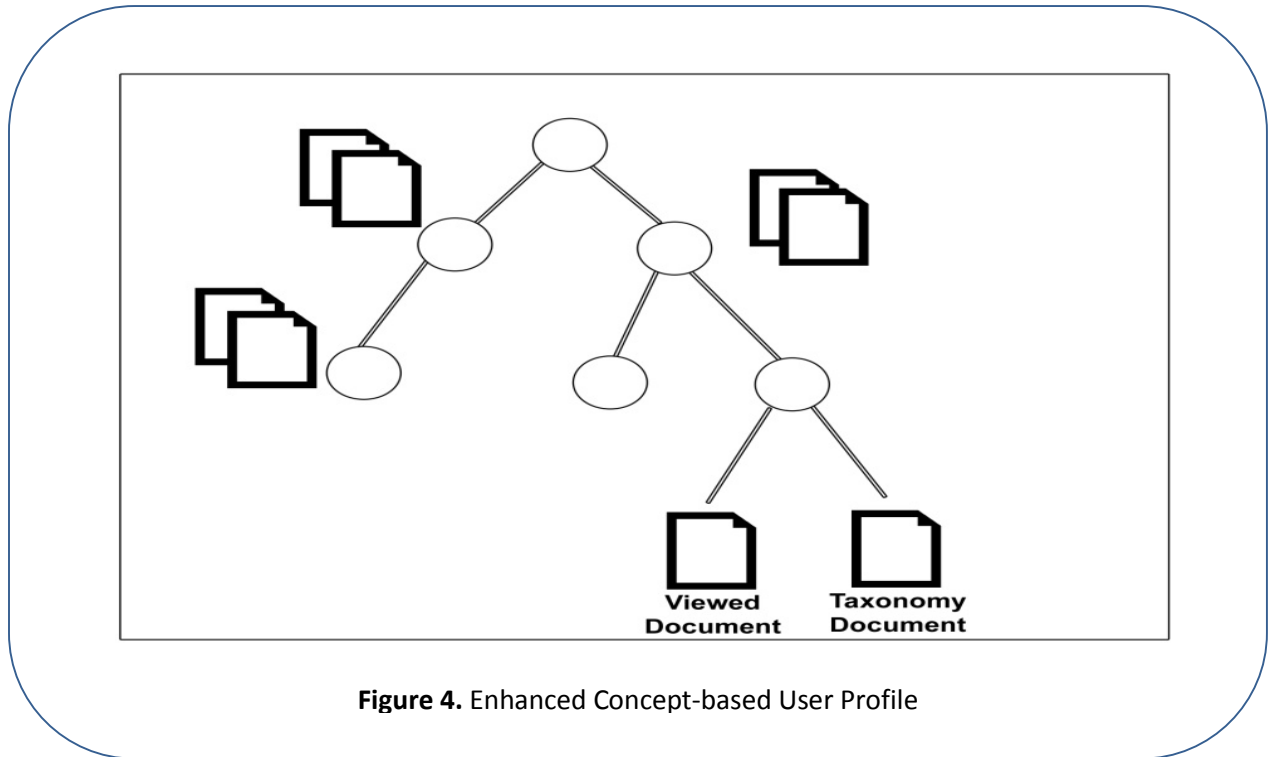 Viewed
Document
Taxonomy
Document
Figure 4. Enhanced Concept-based User Profile